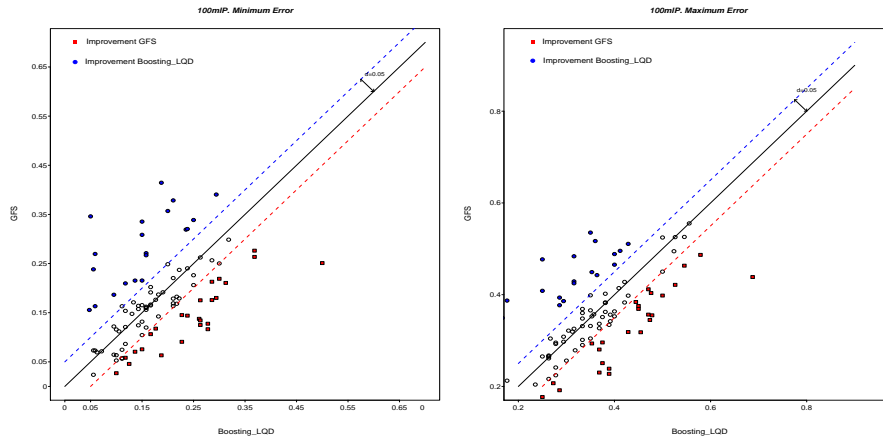 100mIP. Minimum Error
Improvement GFS
Improvement Boosting_LQD
d=0.05
GFS
0.65
0.55
0.45
0.35
0.25
0.15
0.05
0
0 0.05 0.15 0.25 0.35 0.45 0.55 0.65
Boosting_LQD
100mIP. Maximum Error
Improvement GFS
Improvement Boosting_LQD
d=0.05
GFS
0.8
0.6
0.4
0.2
0.2 0.4 0.6 0.8
Boosting_LQD